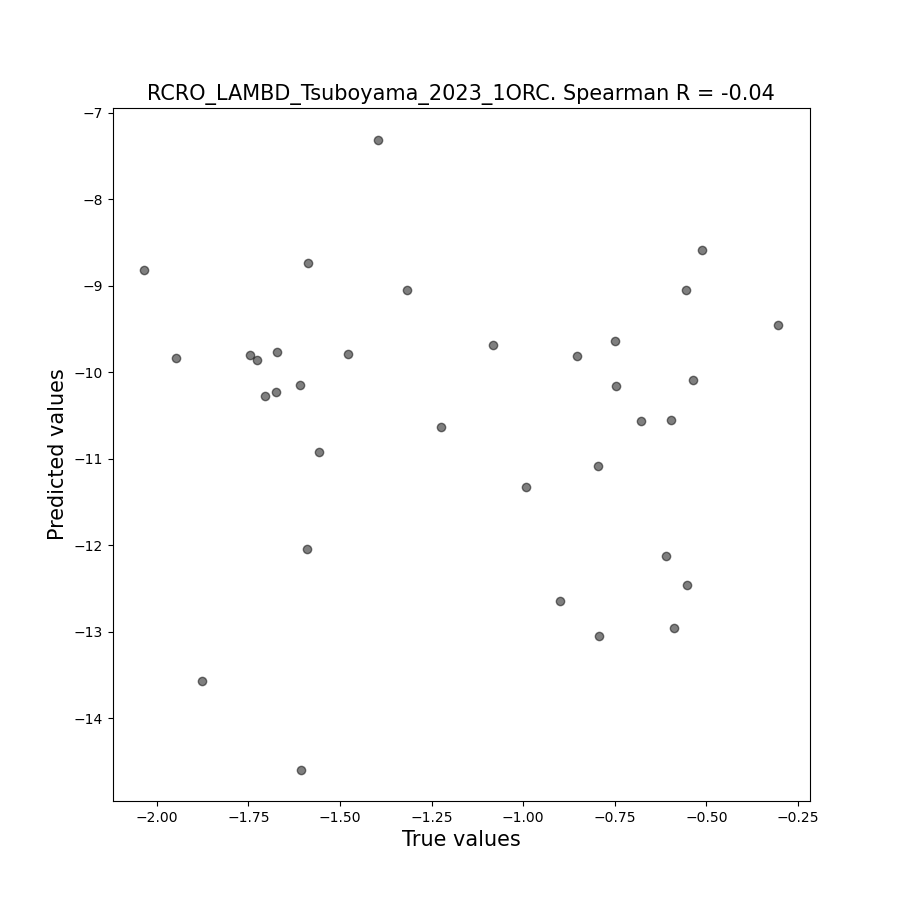 RCRO_LAMBD_Tsuboyama_2023_1ORC. Spearman R = -0.04
−7
−8
−9
−10
−11
−12
−13
−14
Predicted values
−2.00 −1.75 −1.50 −1.25 −1.00 −0.75 −0.50 −0.25
True values